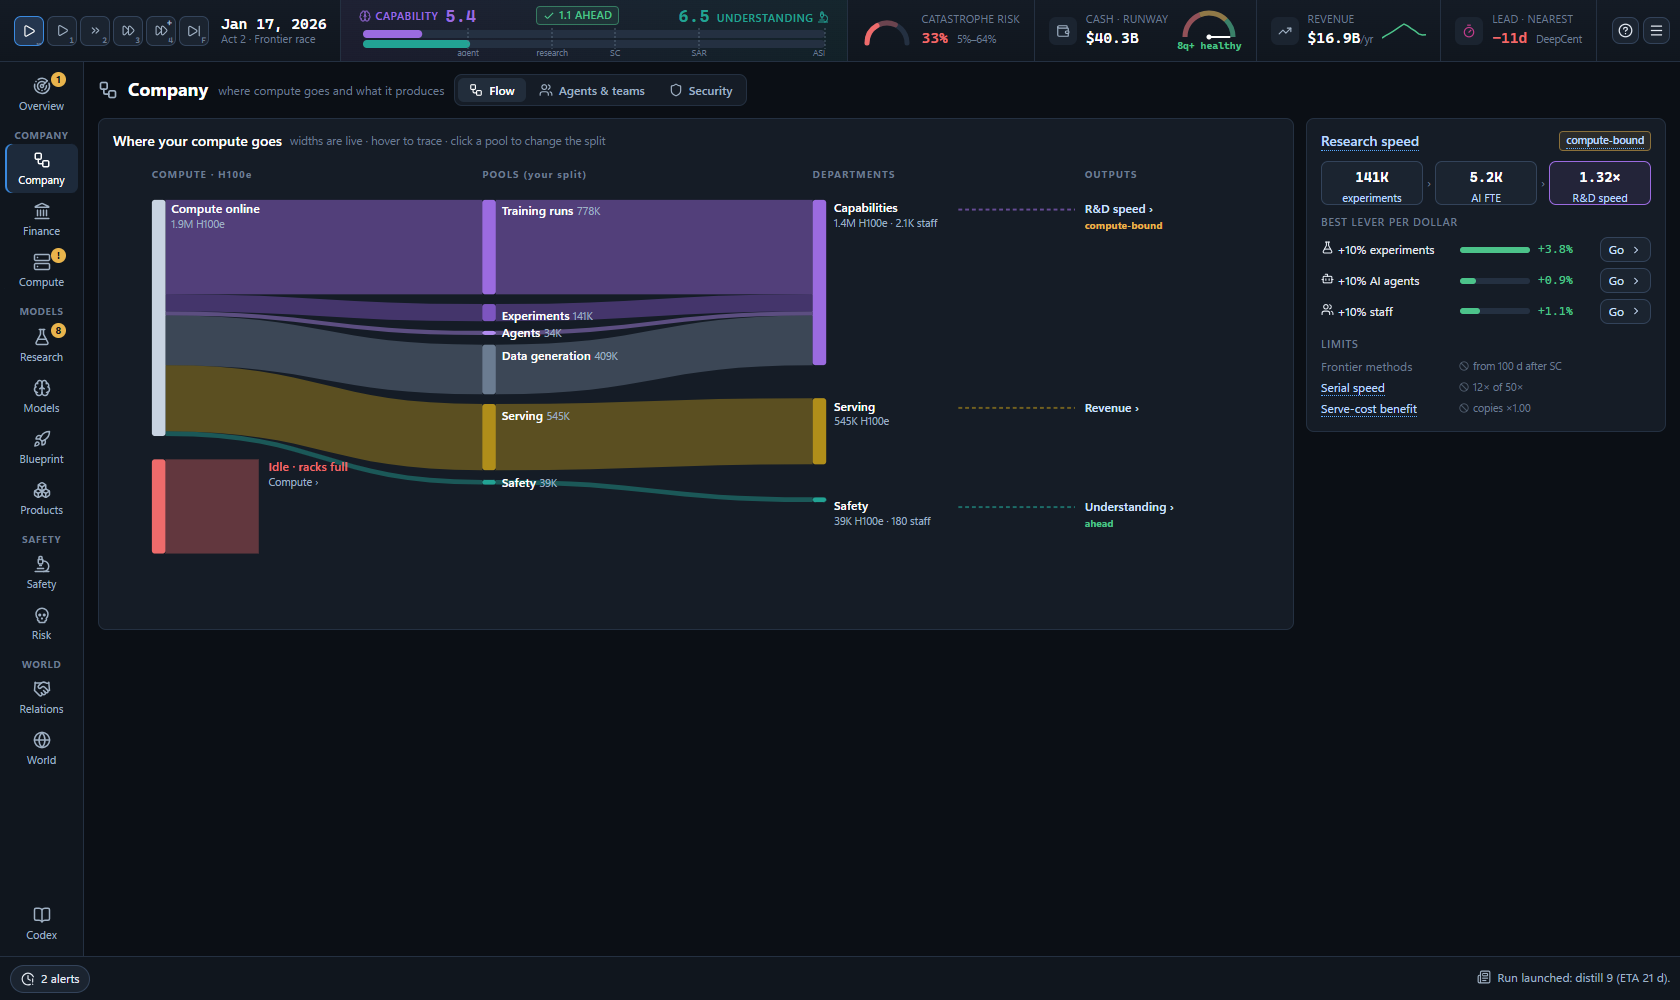 1
2
3
4
F
Jan 17, 2026
Act 2 · Frontier race
CAPABILITY 5.4
1.1 AHEAD
6.5 UNDERSTANDING
agent
research
SC
SAR
ASI
CATASTROPHE RISK
33% 5%–64%
CASH · RUNWAY
$40.3B
8q+ healthy
REVENUE
$16.9B/yr
LEAD · NEAREST
−11d DeepCent
1
Overview
COMPANY
Company
Finance
!
Compute
MODELS
8
Research
Models
Blueprint
Products
SAFETY
Safety
Risk
WORLD
Relations
World
Codex
Company where compute goes and what it produces
Flow
Agents & teams
Security
Where your compute goes widths are live · hover to trace · click a pool to change the split
COMPUTE · H100e
POOLS (your split)
DEPARTMENTS
OUTPUTS
Compute online
1.9M H100e
Idle · racks full
Compute ›
Training runs 778K
Experiments 141K
Agents 34K
Data generation 409K
Serving 545K
Safety 39K
Capabilities
1.4M H100e · 2.1K staff
Serving
545K H100e
Safety
39K H100e · 180 staff
R&D speed ›
compute-bound
Revenue ›
Understanding ›
ahead
Research speed
compute-bound
141K
experiments
›
5.2K
AI FTE
›
1.32×
R&D speed
BEST LEVER PER DOLLAR
+10% experiments +3.8% Go ›
+10% AI agents +0.9% Go ›
+10% staff +1.1% Go ›
LIMITS
Frontier methods from 100 d after SC
Serial speed 12× of 50×
Serve-cost benefit copies ×1.00
2 alerts
Run launched: distill 9 (ETA 21 d).